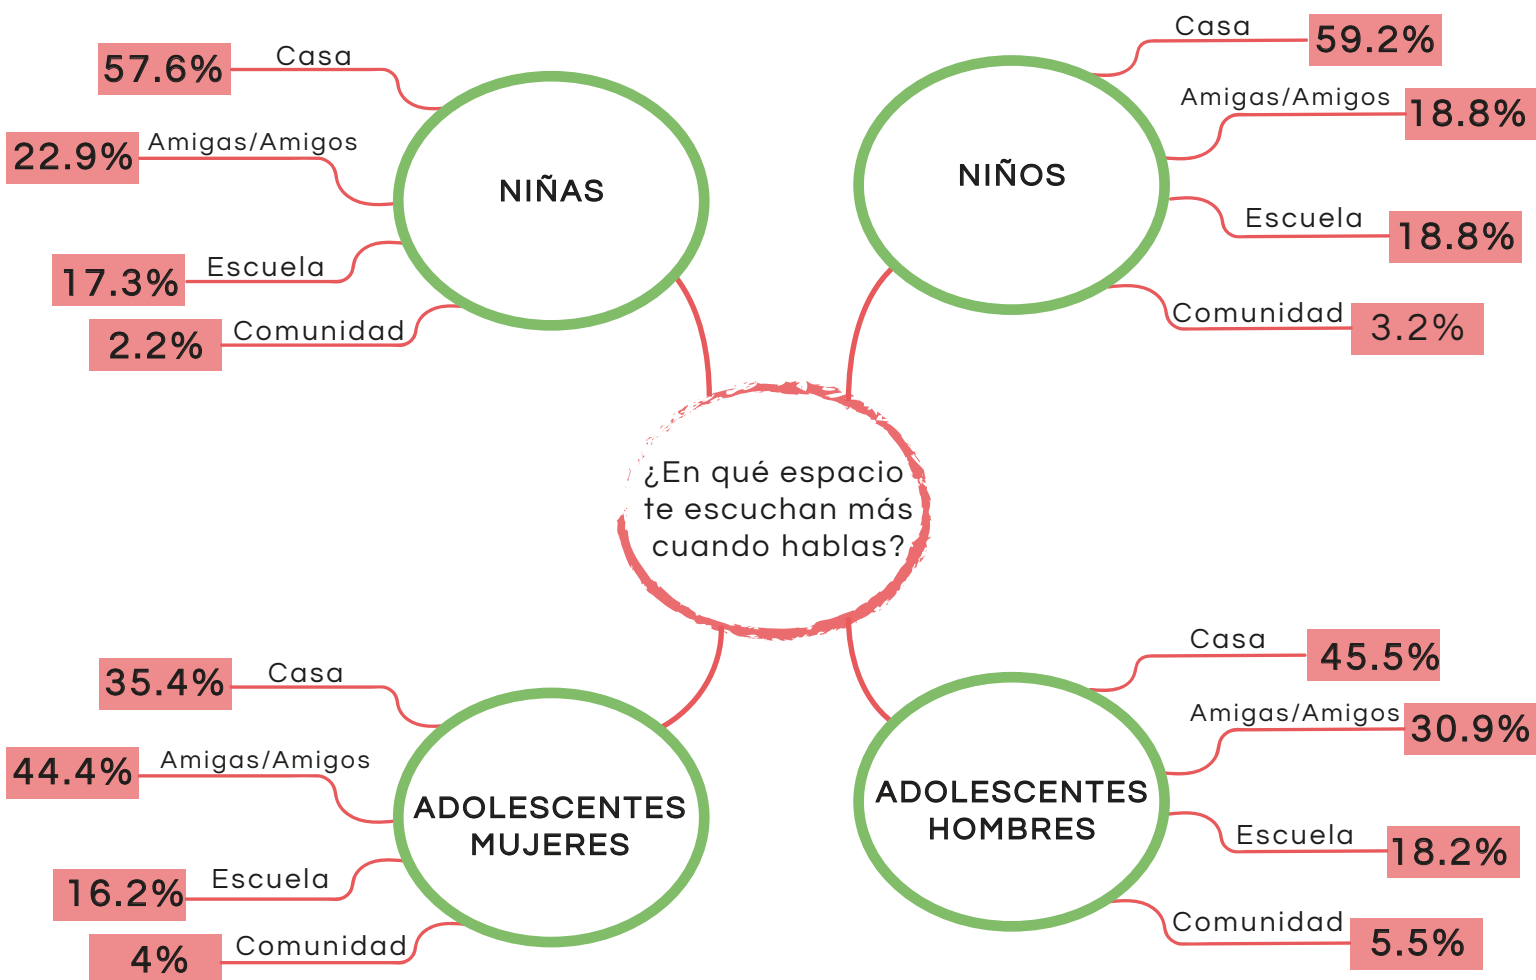 NIÑAS
Casa 57.6%
Amigas/Amigos 22.9%
Escuela 17.3%
Comunidad 2.2%
NIÑOS
Casa 59.2%
Amigas/Amigos 18.8%
Escuela 18.8%
Comunidad 3.2%
¿En qué espacio
te escuchan más
cuando hablas?
ADOLESCENTES
MUJERES
Casa 35.4%
Amigas/Amigos 44.4%
Escuela 16.2%
Comunidad 4%
ADOLESCENTES
HOMBRES
Casa 45.5%
Amigas/Amigos 30.9%
Escuela 18.2%
Comunidad 5.5%